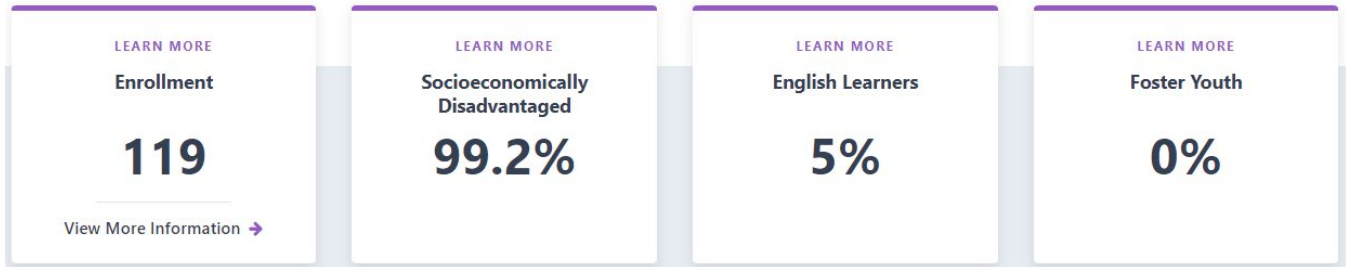 LEARN MORE
Enrollment
119
View More Information
LEARN MORE
Socioeconomically
Disadvantaged
99.2%
LEARN MORE
English Learners
5%
LEARN MORE
Foster Youth
0%